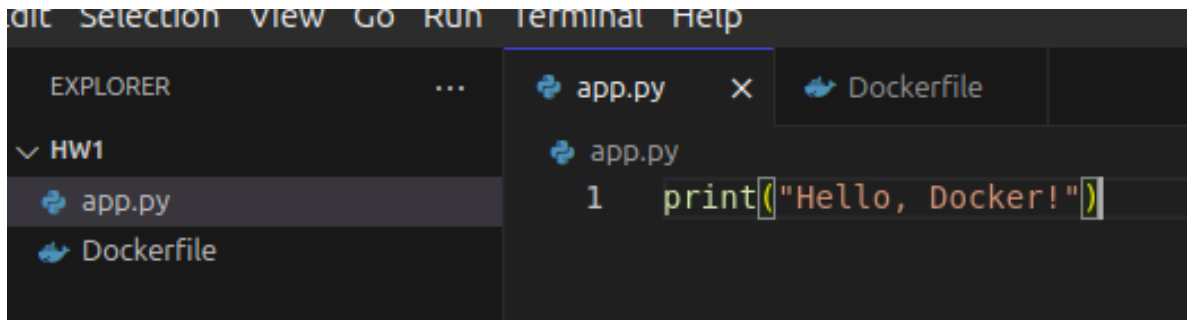 dit Selection View Go Run Terminal Help
EXPLORER ...
app.py × Dockerfile
HW1
app.py
app.py
1 print("Hello, Docker!")
Dockerfile